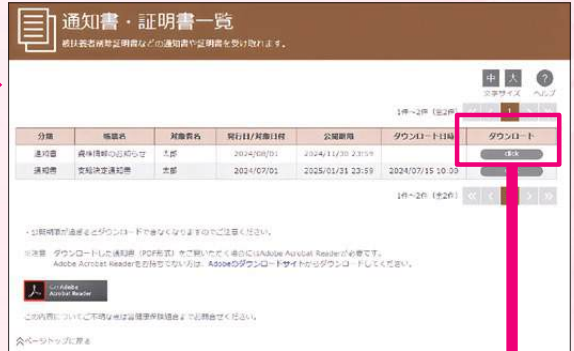 通知書・証明書一覧
被扶養者削除証明書などの通知書や証明書を受け取れます。
中 大 ?
文字サイズ ヘルプ
1件～2件 (全2件) 1
分類 帳票名 対象者名 発行日/対象日付 公開期限 ダウンロード日時 ダウンロード
通知書 資格情報のお知らせ 太郎 2024/08/01 2024/11/30 23:59 click
通知書 支給決定通知書 太郎 2024/07/01 2025/01/31 23:59 2024/07/15 10:00
1件～2件 (全2件)
・公開期限が過ぎるとダウンロードできなくなりますのでご注意ください。
※注意 ダウンロードした通知書 (PDF形式) をご覧いただく場合にはAdobe Acrobat Readerが必要です。
Adobe Acrobat Readerをお持ちでない方は、Adobeのダウンロードサイトからダウンロードしてください。
Get Adobe
Acrobat Reader
この内容についてご不明な点は当健康保険組合までお問合せください。
ページトップに戻る